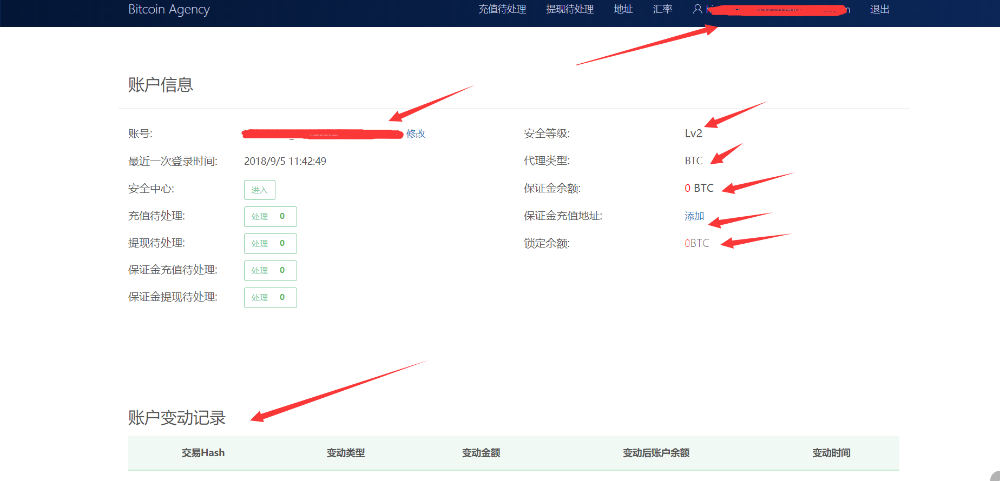 Bitcoin Agency 充值待处理 提现待处理 地址 汇率 退出
账户信息
账号: 修改 安全等级: Lv2
最近一次登录时间: 2018/9/5 11:42:49 代理类型: BTC
安全中心: 进入 保证金余额: 0 BTC
充值待处理: 处理 0 保证金充值地址: 添加
提现待处理: 处理 0 锁定余额: 0BTC
保证金充值待处理: 处理 0
保证金提现待处理: 处理 0
账户变动记录
交易Hash 变动类型 变动金额 变动后账户余额 变动时间